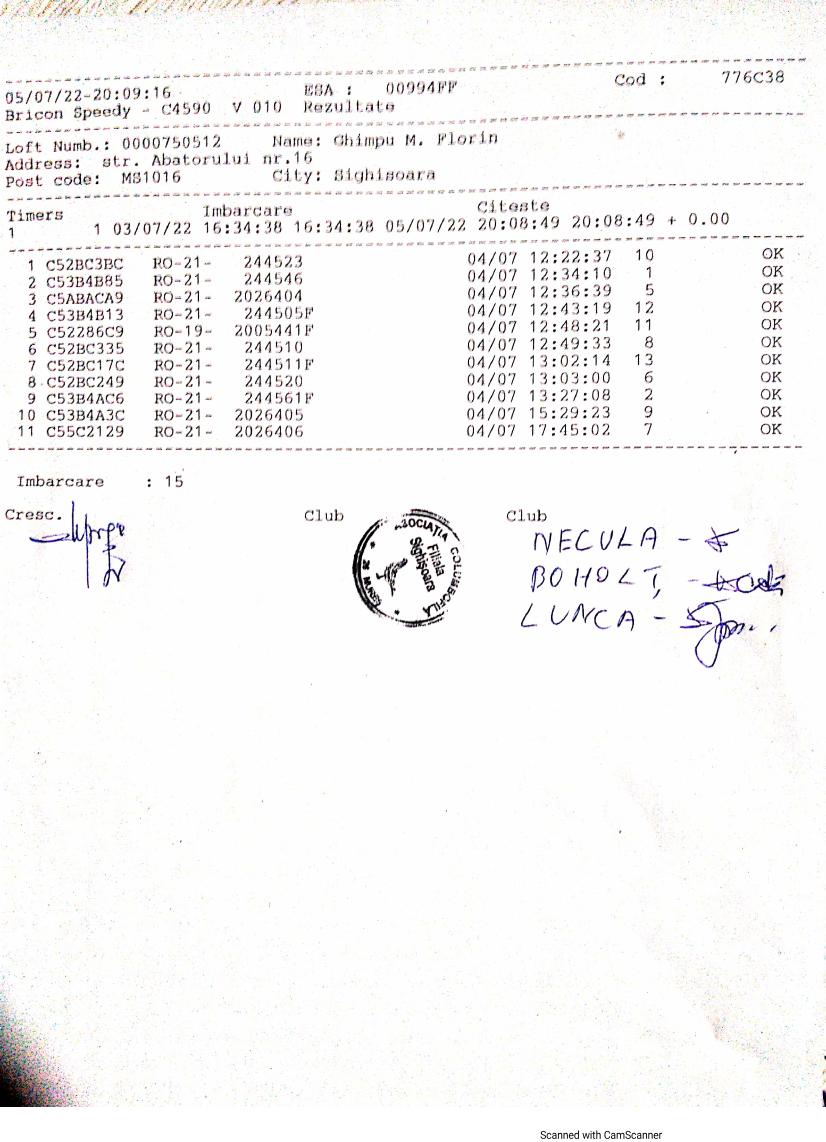 05/07/22-20:09:16 ESA : 00994FF Cod : 776C38
Bricon Speedy - C4590 V 010 Rezultate
Loft Numb.: 0000750512 Name: Ghimpu M. Florin
Address: str. Abatorului nr.16
Post code: MS1016 City: Sighisoara
Timers Imbarcare Citeste
1 1 03/07/22 16:34:38 16:34:38 05/07/22 20:08:49 20:08:49 + 0.00
1 C52BC3BC RO-21- 244523 04/07 12:22:37 10 OK
2 C53B4B85 RO-21- 244546 04/07 12:34:10 1 OK
3 C5ABACA9 RO-21- 2026404 04/07 12:36:39 5 OK
4 C53B4B13 RO-21- 244505F 04/07 12:43:19 12 OK
5 C52286C9 RO-19- 2005441F 04/07 12:48:21 11 OK
6 C52BC335 RO-21- 244510 04/07 12:49:33 8 OK
7 C52BC17C RO-21- 244511F 04/07 13:02:14 13 OK
8 C52BC249 RO-21- 244520 04/07 13:03:00 6 OK
9 C53B4AC6 RO-21- 244561F 04/07 13:27:08 2 OK
10 C53B4A3C RO-21- 2026405 04/07 15:29:23 9 OK
11 C55C2129 RO-21- 2026406 04/07 17:45:02 7 OK
Imbarcare : 15
Cresc. Club Club
ASOCIAȚIA COLUMBOFILĂ
Filiala
Sighișoara
NECULA -
BOHOLȚ -
LUNCA -
Scanned with CamScanner